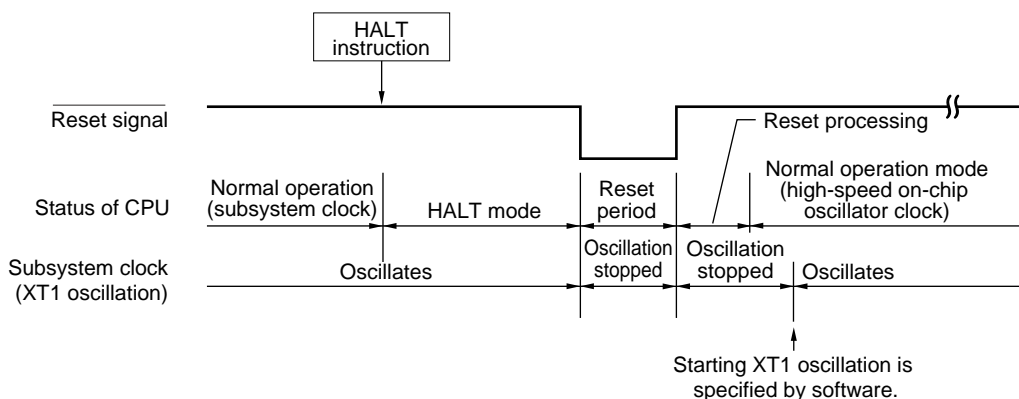 HALT
instruction
Reset signal
Reset processing
Status of CPU
Normal operation
(subsystem clock)
HALT mode
Reset
period
Normal operation mode
(high-speed on-chip
oscillator clock)
Subsystem clock
(XT1 oscillation)
Oscillates
Oscillation
stopped
Oscillation
stopped
Oscillates
Starting XT1 oscillation is
specified by software.